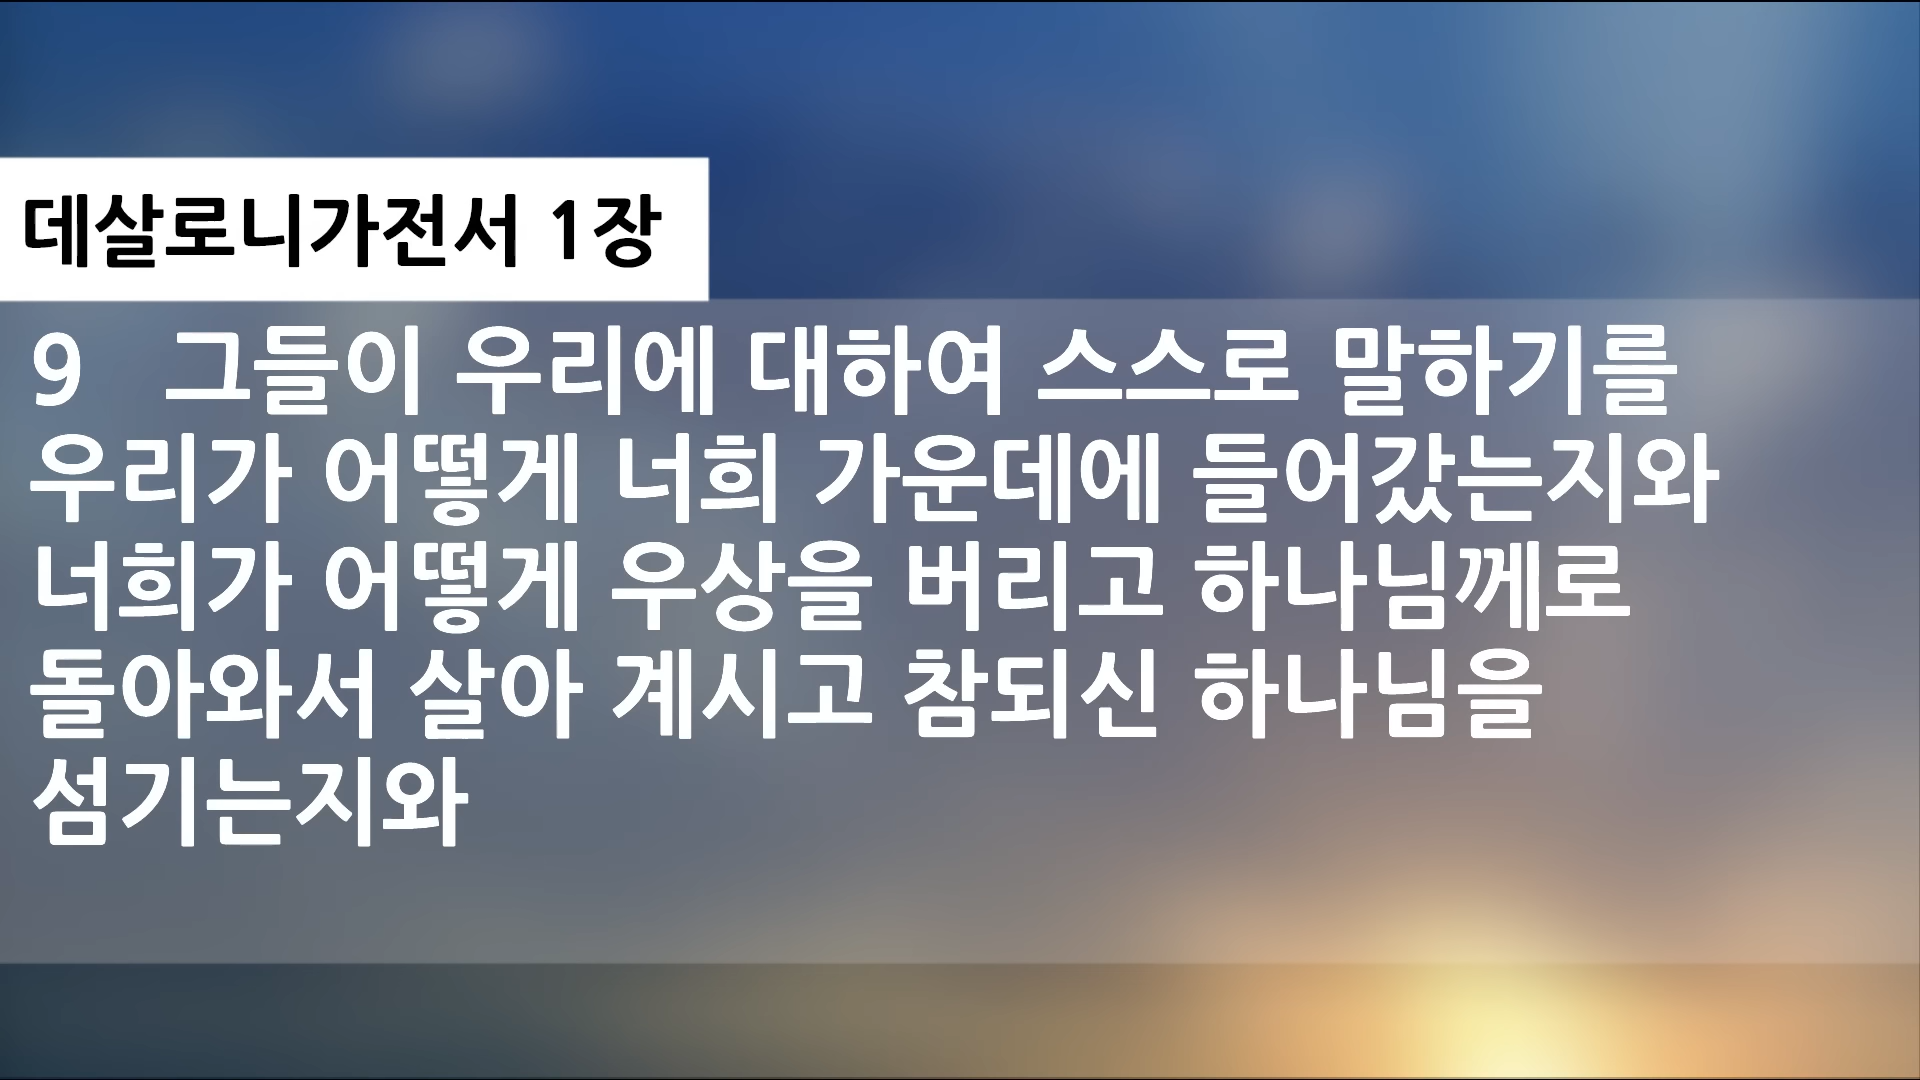 데살로니가전서 1장
9 그들이 우리에 대하여 스스로 말하기를
우리가 어떻게 너희 가운데에 들어갔는지와
너희가 어떻게 우상을 버리고 하나님께로
돌아와서 살아 계시고 참되신 하나님을
섬기는지와